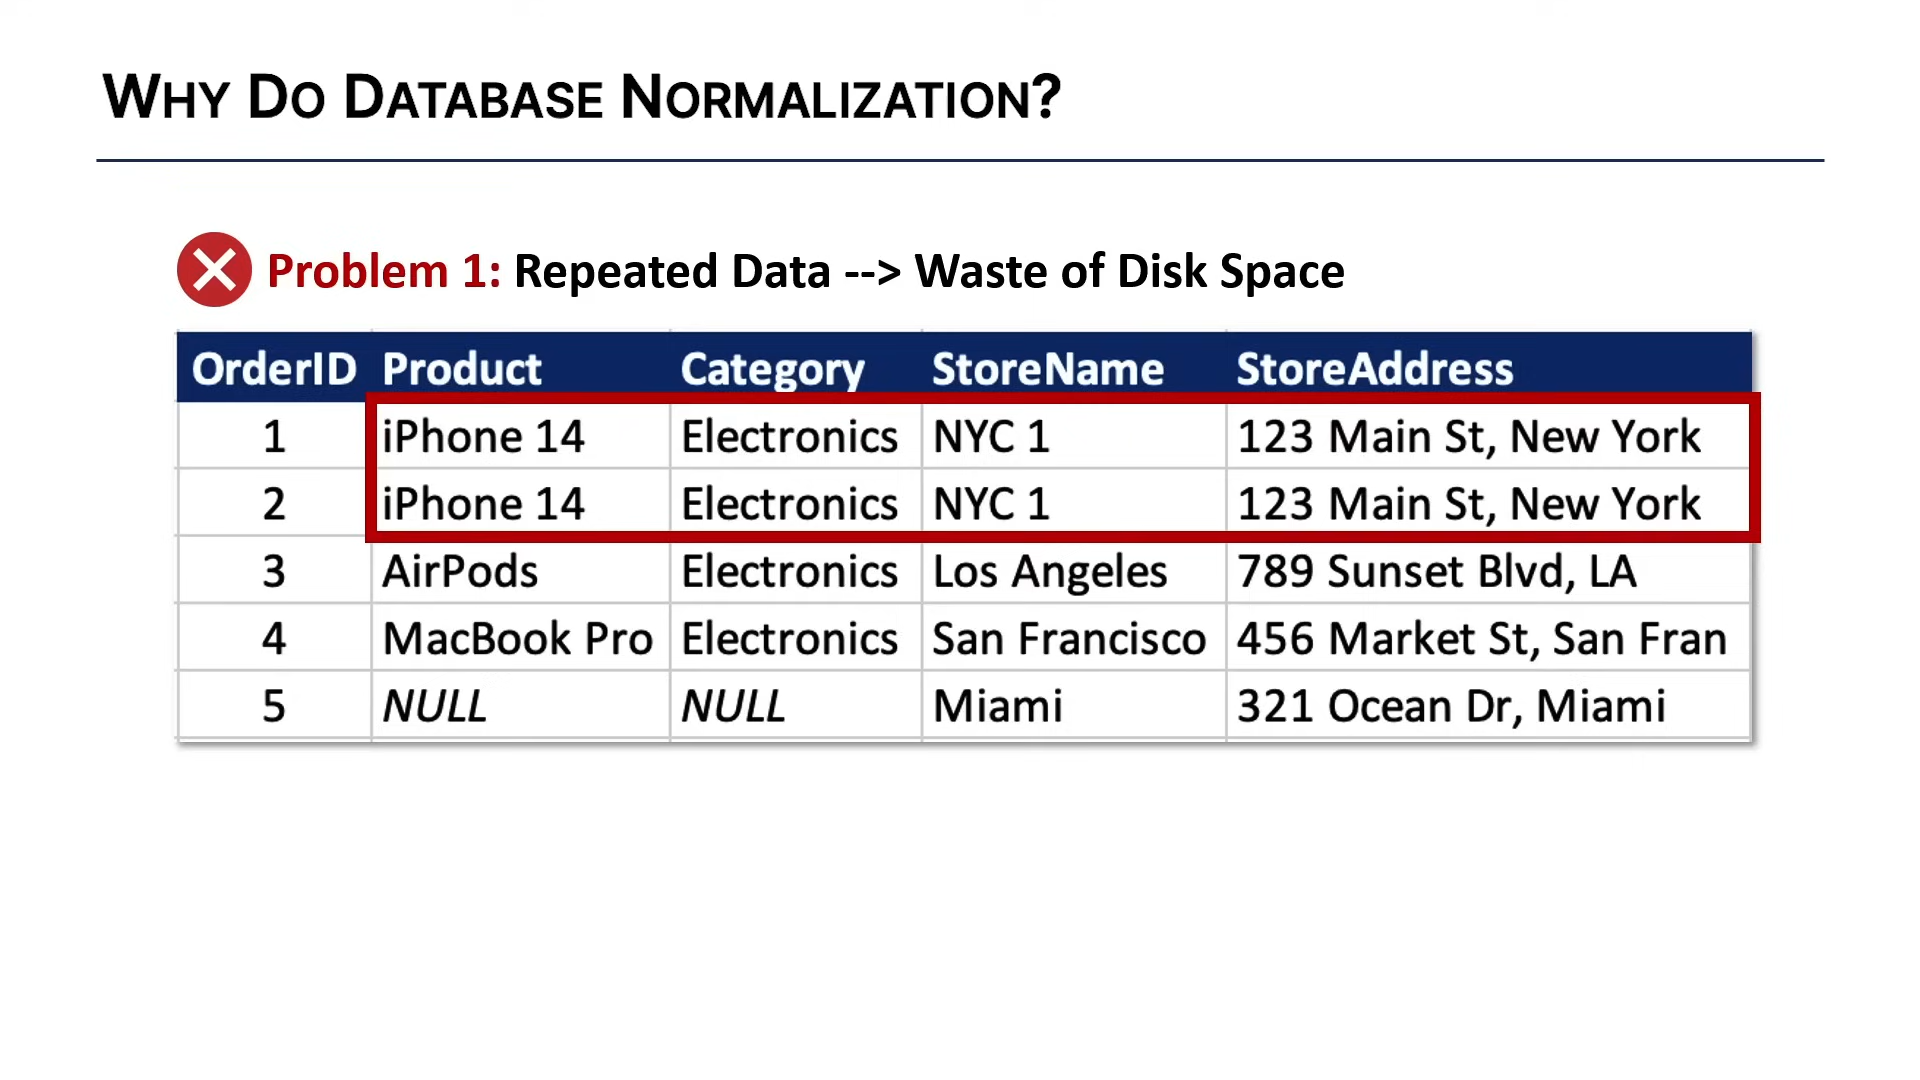 WHY DO DATABASE NORMALIZATION?
Problem 1: Repeated Data --> Waste of Disk Space
OrderID Product Category StoreName StoreAddress
1 iPhone 14 Electronics NYC 1 123 Main St, New York
2 iPhone 14 Electronics NYC 1 123 Main St, New York
3 AirPods Electronics Los Angeles 789 Sunset Blvd, LA
4 MacBook Pro Electronics San Francisco 456 Market St, San Fran
5 NULL NULL Miami 321 Ocean Dr, Miami